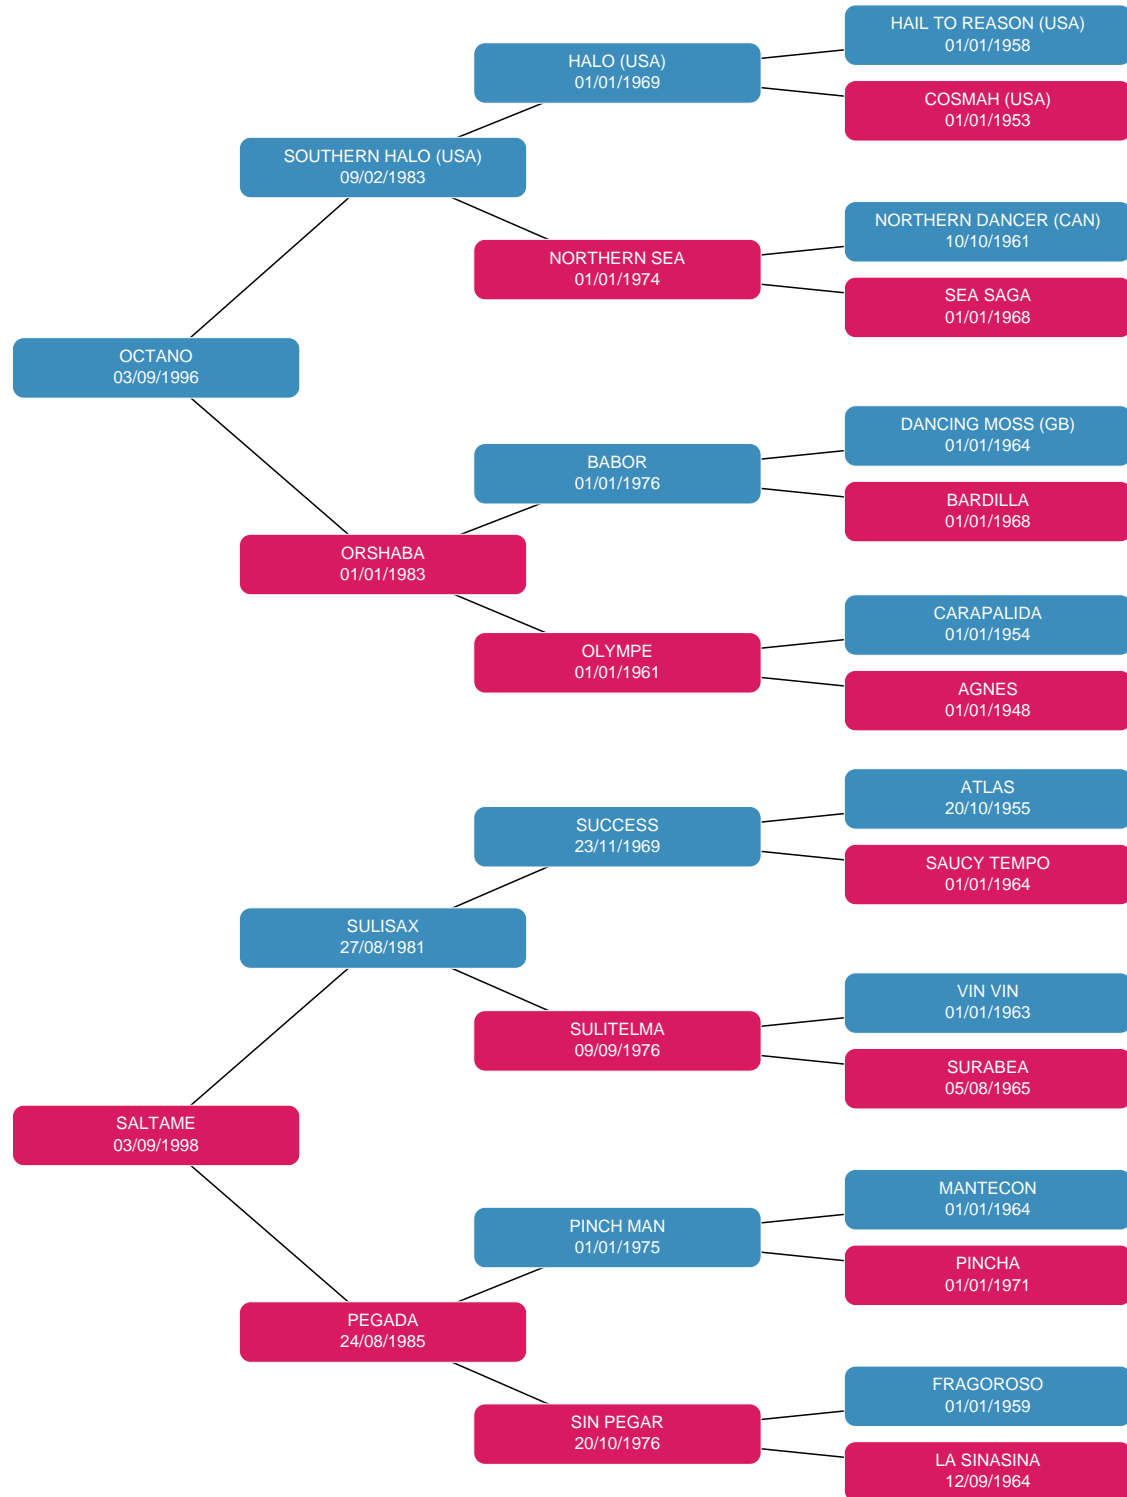 HAIL TO REASON (USA)
01/01/1958
HALO (USA)
01/01/1969
COSMAH (USA)
01/01/1953
SOUTHERN HALO (USA)
09/02/1983
NORTHERN DANCER (CAN)
10/10/1961
NORTHERN SEA
01/01/1974
SEA SAGA
01/01/1968
OCTANO
03/09/1996
DANCING MOSS (GB)
01/01/1964
BABOR
01/01/1976
BARDILLA
01/01/1968
ORSHABA
01/01/1983
CARAPALIDA
01/01/1954
OLYMPE
01/01/1961
AGNES
01/01/1948
ATLAS
20/10/1955
SUCCESS
23/11/1969
SAUCY TEMPO
01/01/1964
SULISAX
27/08/1981
VIN VIN
01/01/1963
SULITELMA
09/09/1976
SURABEA
05/08/1965
SALTAME
03/09/1998
MANTECON
01/01/1964
PINCH MAN
01/01/1975
PINCHA
01/01/1971
PEGADA
24/08/1985
FRAGOROSO
01/01/1959
SIN PEGAR
20/10/1976
LA SINASINA
12/09/1964